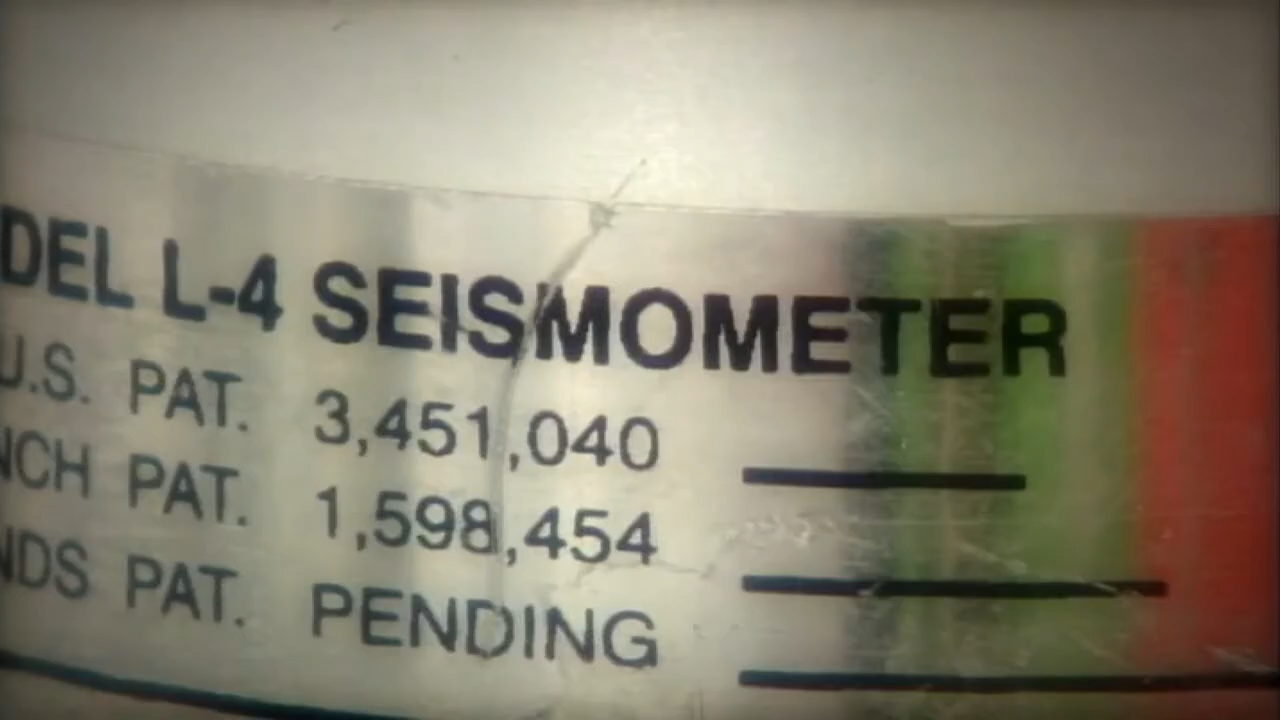 DEL L-4 SEISMOMETER
U.S. PAT. 3,451,040
NCH PAT. 1,598,454
NDS PAT. PENDING